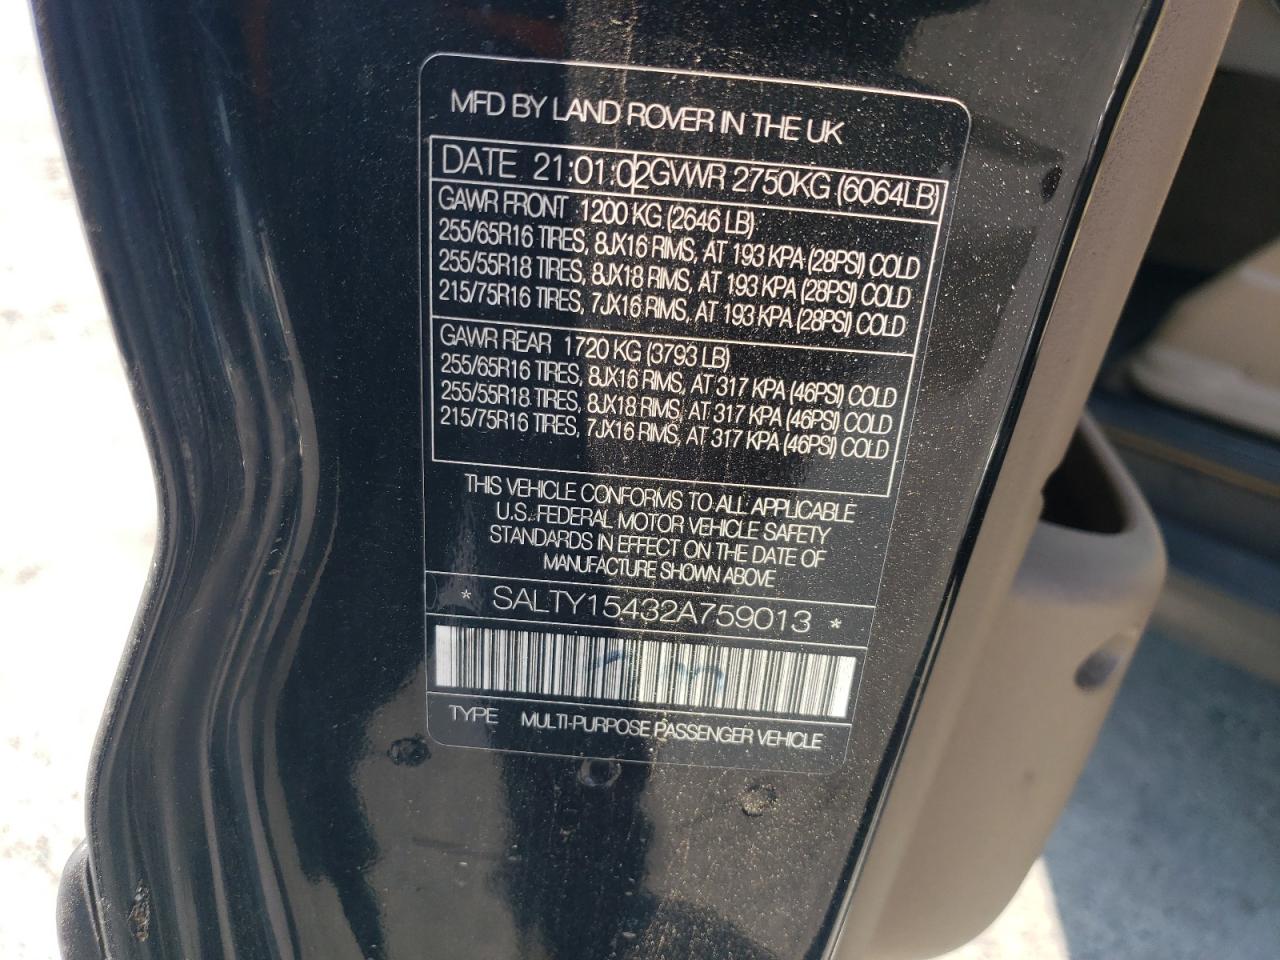 MFD BY LAND ROVER IN THE UK
DATE 21:01:02 GVWR 2750KG (6064LB)
GAWR FRONT 1200 KG (2646 LB)
255/65R16 TIRES, 8JX16 RIMS, AT 193 KPA (28PSI) COLD
255/55R18 TIRES, 8JX18 RIMS, AT 193 KPA (28PSI) COLD
215/75R16 TIRES, 7JX16 RIMS, AT 193 KPA (28PSI) COLD
GAWR REAR 1720 KG (3793 LB)
255/65R16 TIRES, 8JX16 RIMS, AT 317 KPA (46PSI) COLD
255/55R18 TIRES, 8JX18 RIMS, AT 317 KPA (46PSI) COLD
215/75R16 TIRES, 7JX16 RIMS, AT 317 KPA (46PSI) COLD
THIS VEHICLE CONFORMS TO ALL APPLICABLE
U.S. FEDERAL MOTOR VEHICLE SAFETY
STANDARDS IN EFFECT ON THE DATE OF
MANUFACTURE SHOWN ABOVE
* SALTY15432A759013 *
TYPE MULTI-PURPOSE PASSENGER VEHICLE